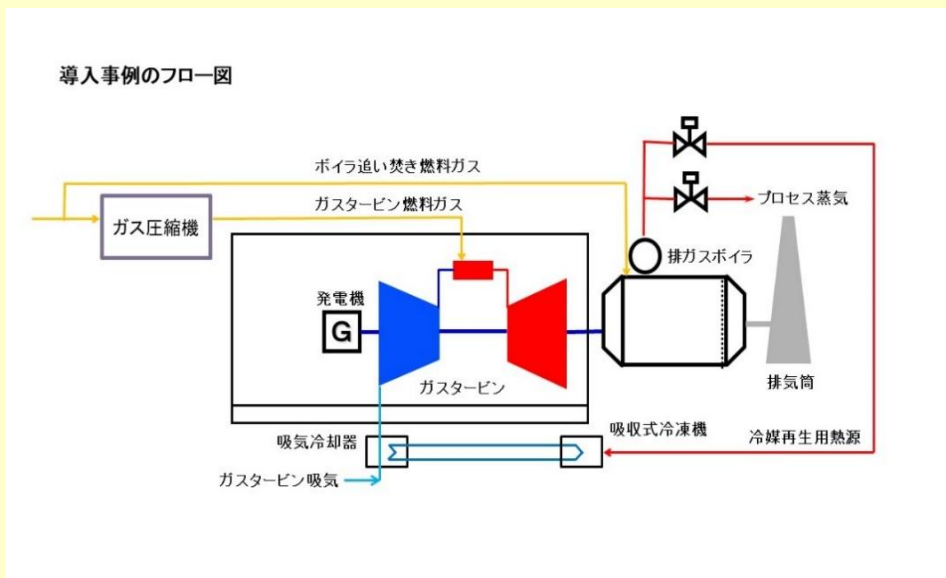 導入事例のフロー図
ボイラ追い焚き燃料ガス
ガスタービン燃料ガス
プロセス蒸気
ガス圧縮機
排ガスボイラ
発電機
G
ガスタービン
排気筒
吸気冷却器
吸収式冷凍機
冷媒再生用熱源
ガスタービン吸気